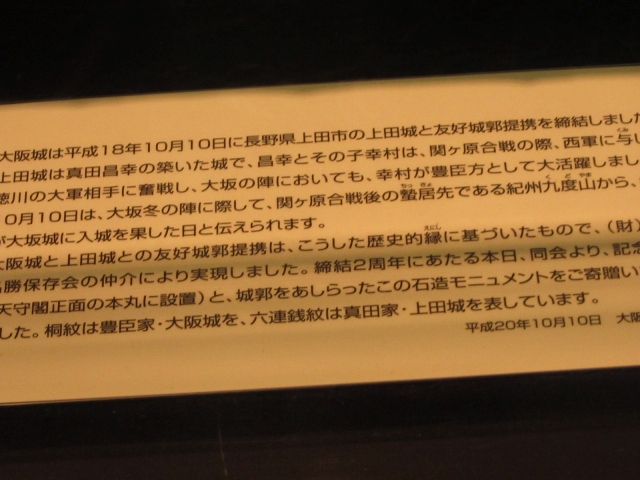 大阪城は平成18年10月10日に長野県上田市の上田城と友好城郭提携を締結しました
上田城は真田昌幸の築いた城で、昌幸とその子幸村は、関ヶ原合戦の際、西軍に与し
徳川の大軍相手に奮戦し、大坂の陣においても、幸村が豊臣方として大活躍しまし
0月10日は、大坂冬の陣に際して、関ヶ原合戦後の蟄居先である紀州九度山から、
が大坂城に入城を果した日と伝えられます。
阪城と上田城との友好城郭提携は、こうした歴史的縁に基づいたもので、(財)
名勝保存会の仲介により実現しました。締結2周年にあたる本日、同会より、記念
天守閣正面の本丸に設置)と、城郭をあしらったこの石造モニュメントをご寄贈い
した。桐紋は豊臣家・大阪城を、六連銭紋は真田家・上田城を表しています。
平成20年10月10日　大阪